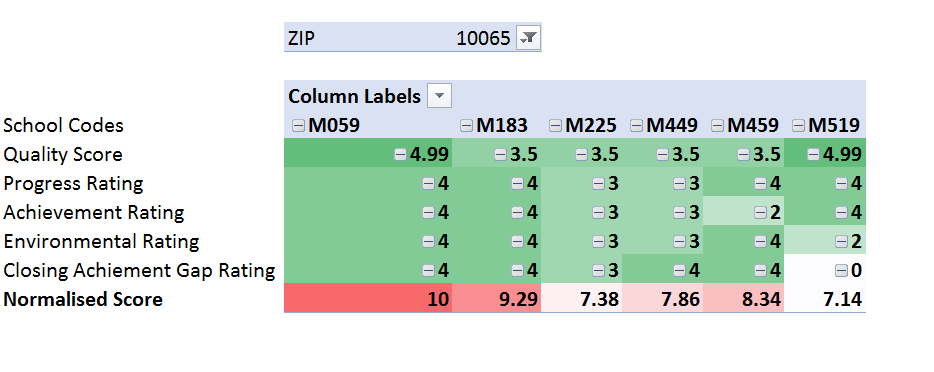 ZIP 10065
Column Labels
School Codes M059 M183 M225 M449 M459 M519
Quality Score 4.99 3.5 3.5 3.5 3.5 4.99
Progress Rating 4 4 3 3 4 4
Achievement Rating 4 4 3 3 2 4
Environmental Rating 4 4 3 3 4 2
Closing Achiement Gap Rating 4 4 3 4 4 0
Normalised Score 10 9.29 7.38 7.86 8.34 7.14